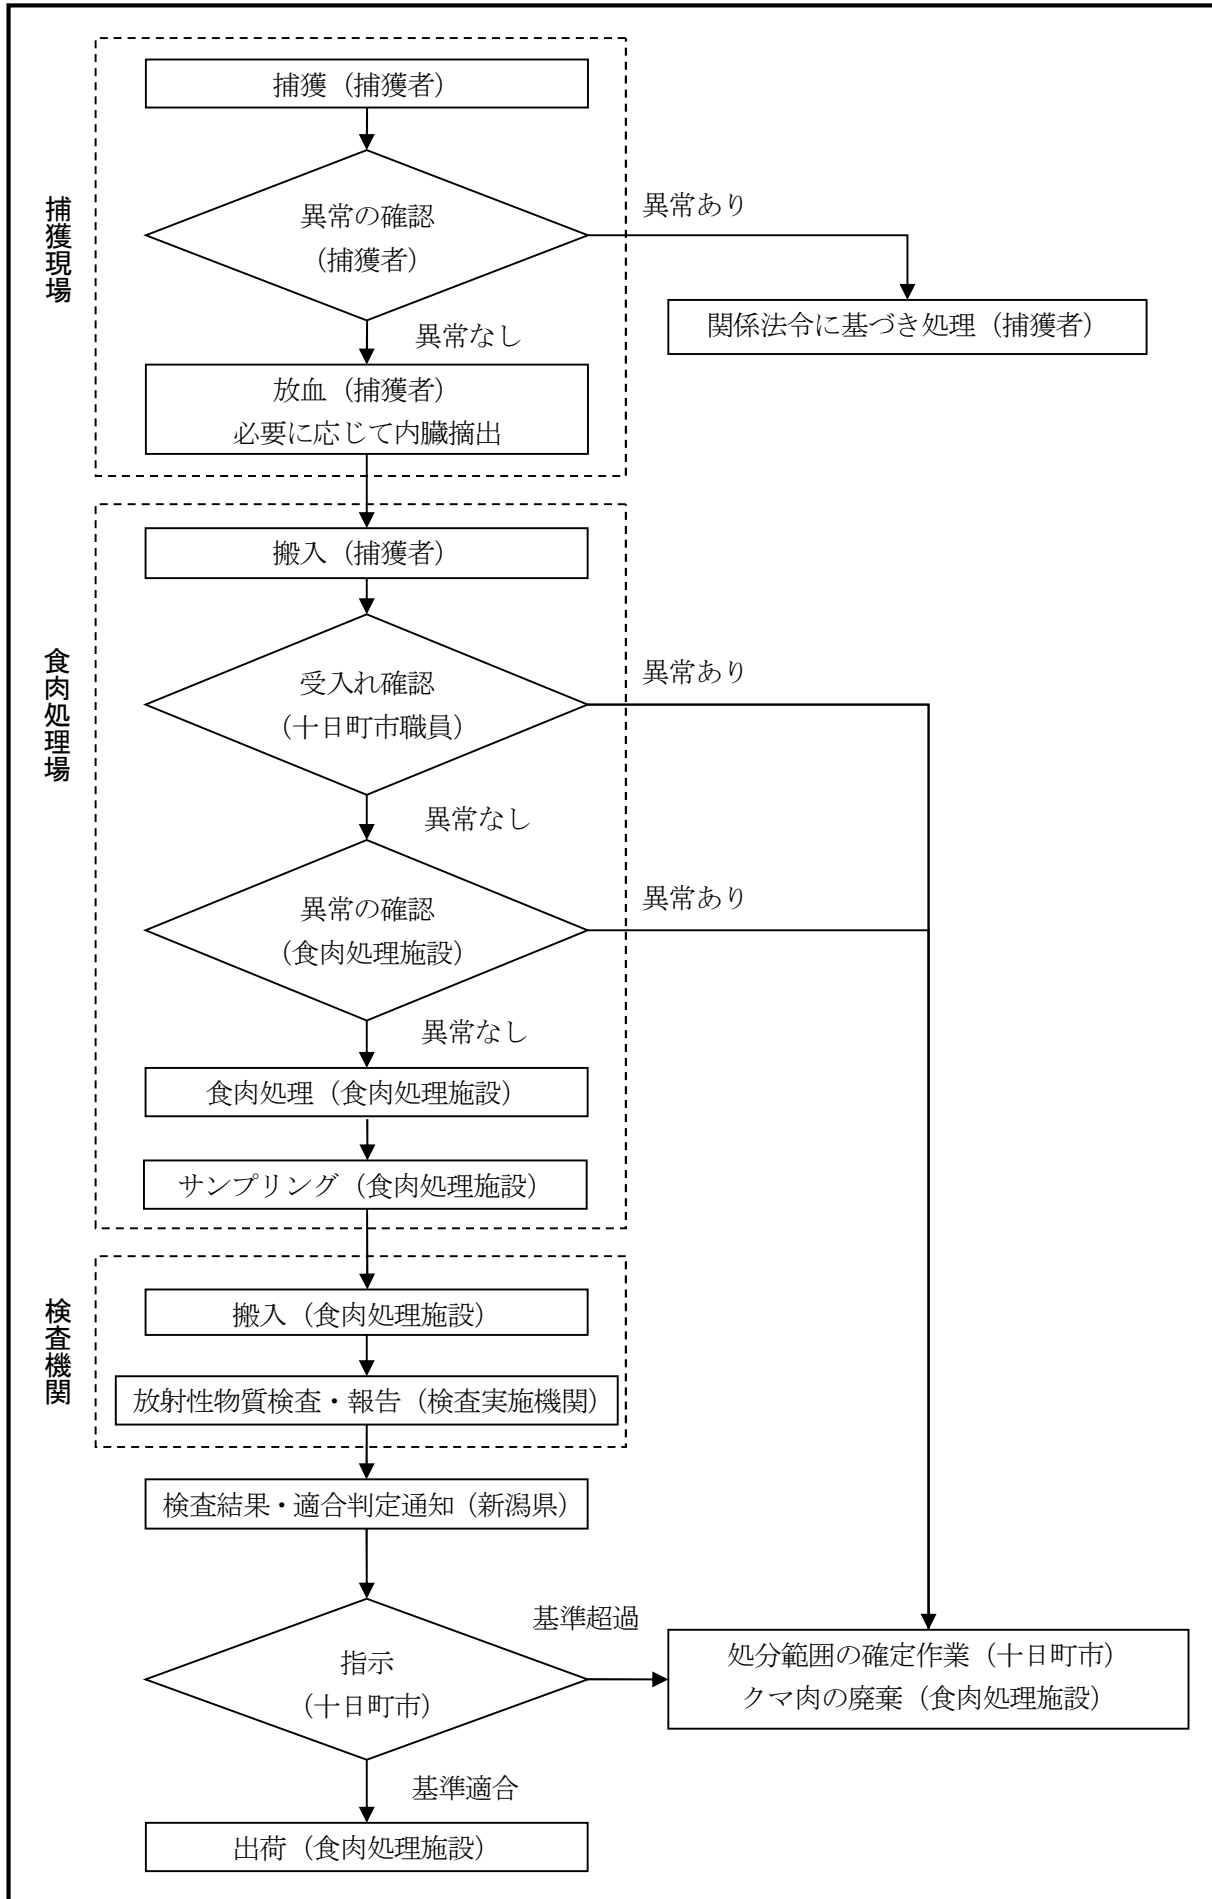 捕獲現場
捕獲（捕獲者）
異常の確認
（捕獲者）
異常あり
関係法令に基づき処理（捕獲者）
異常なし
放血（捕獲者）
必要に応じて内臓摘出
食肉処理場
搬入（捕獲者）
受入れ確認
（十日町市職員）
異常あり
異常なし
異常の確認
（食肉処理施設）
異常あり
異常なし
食肉処理（食肉処理施設）
サンプリング（食肉処理施設）
検査機関
搬入（食肉処理施設）
放射性物質検査・報告（検査実施機関）
検査結果・適合判定通知（新潟県）
指示
（十日町市）
基準超過
処分範囲の確定作業（十日町市）
クマ肉の廃棄（食肉処理施設）
基準適合
出荷（食肉処理施設）